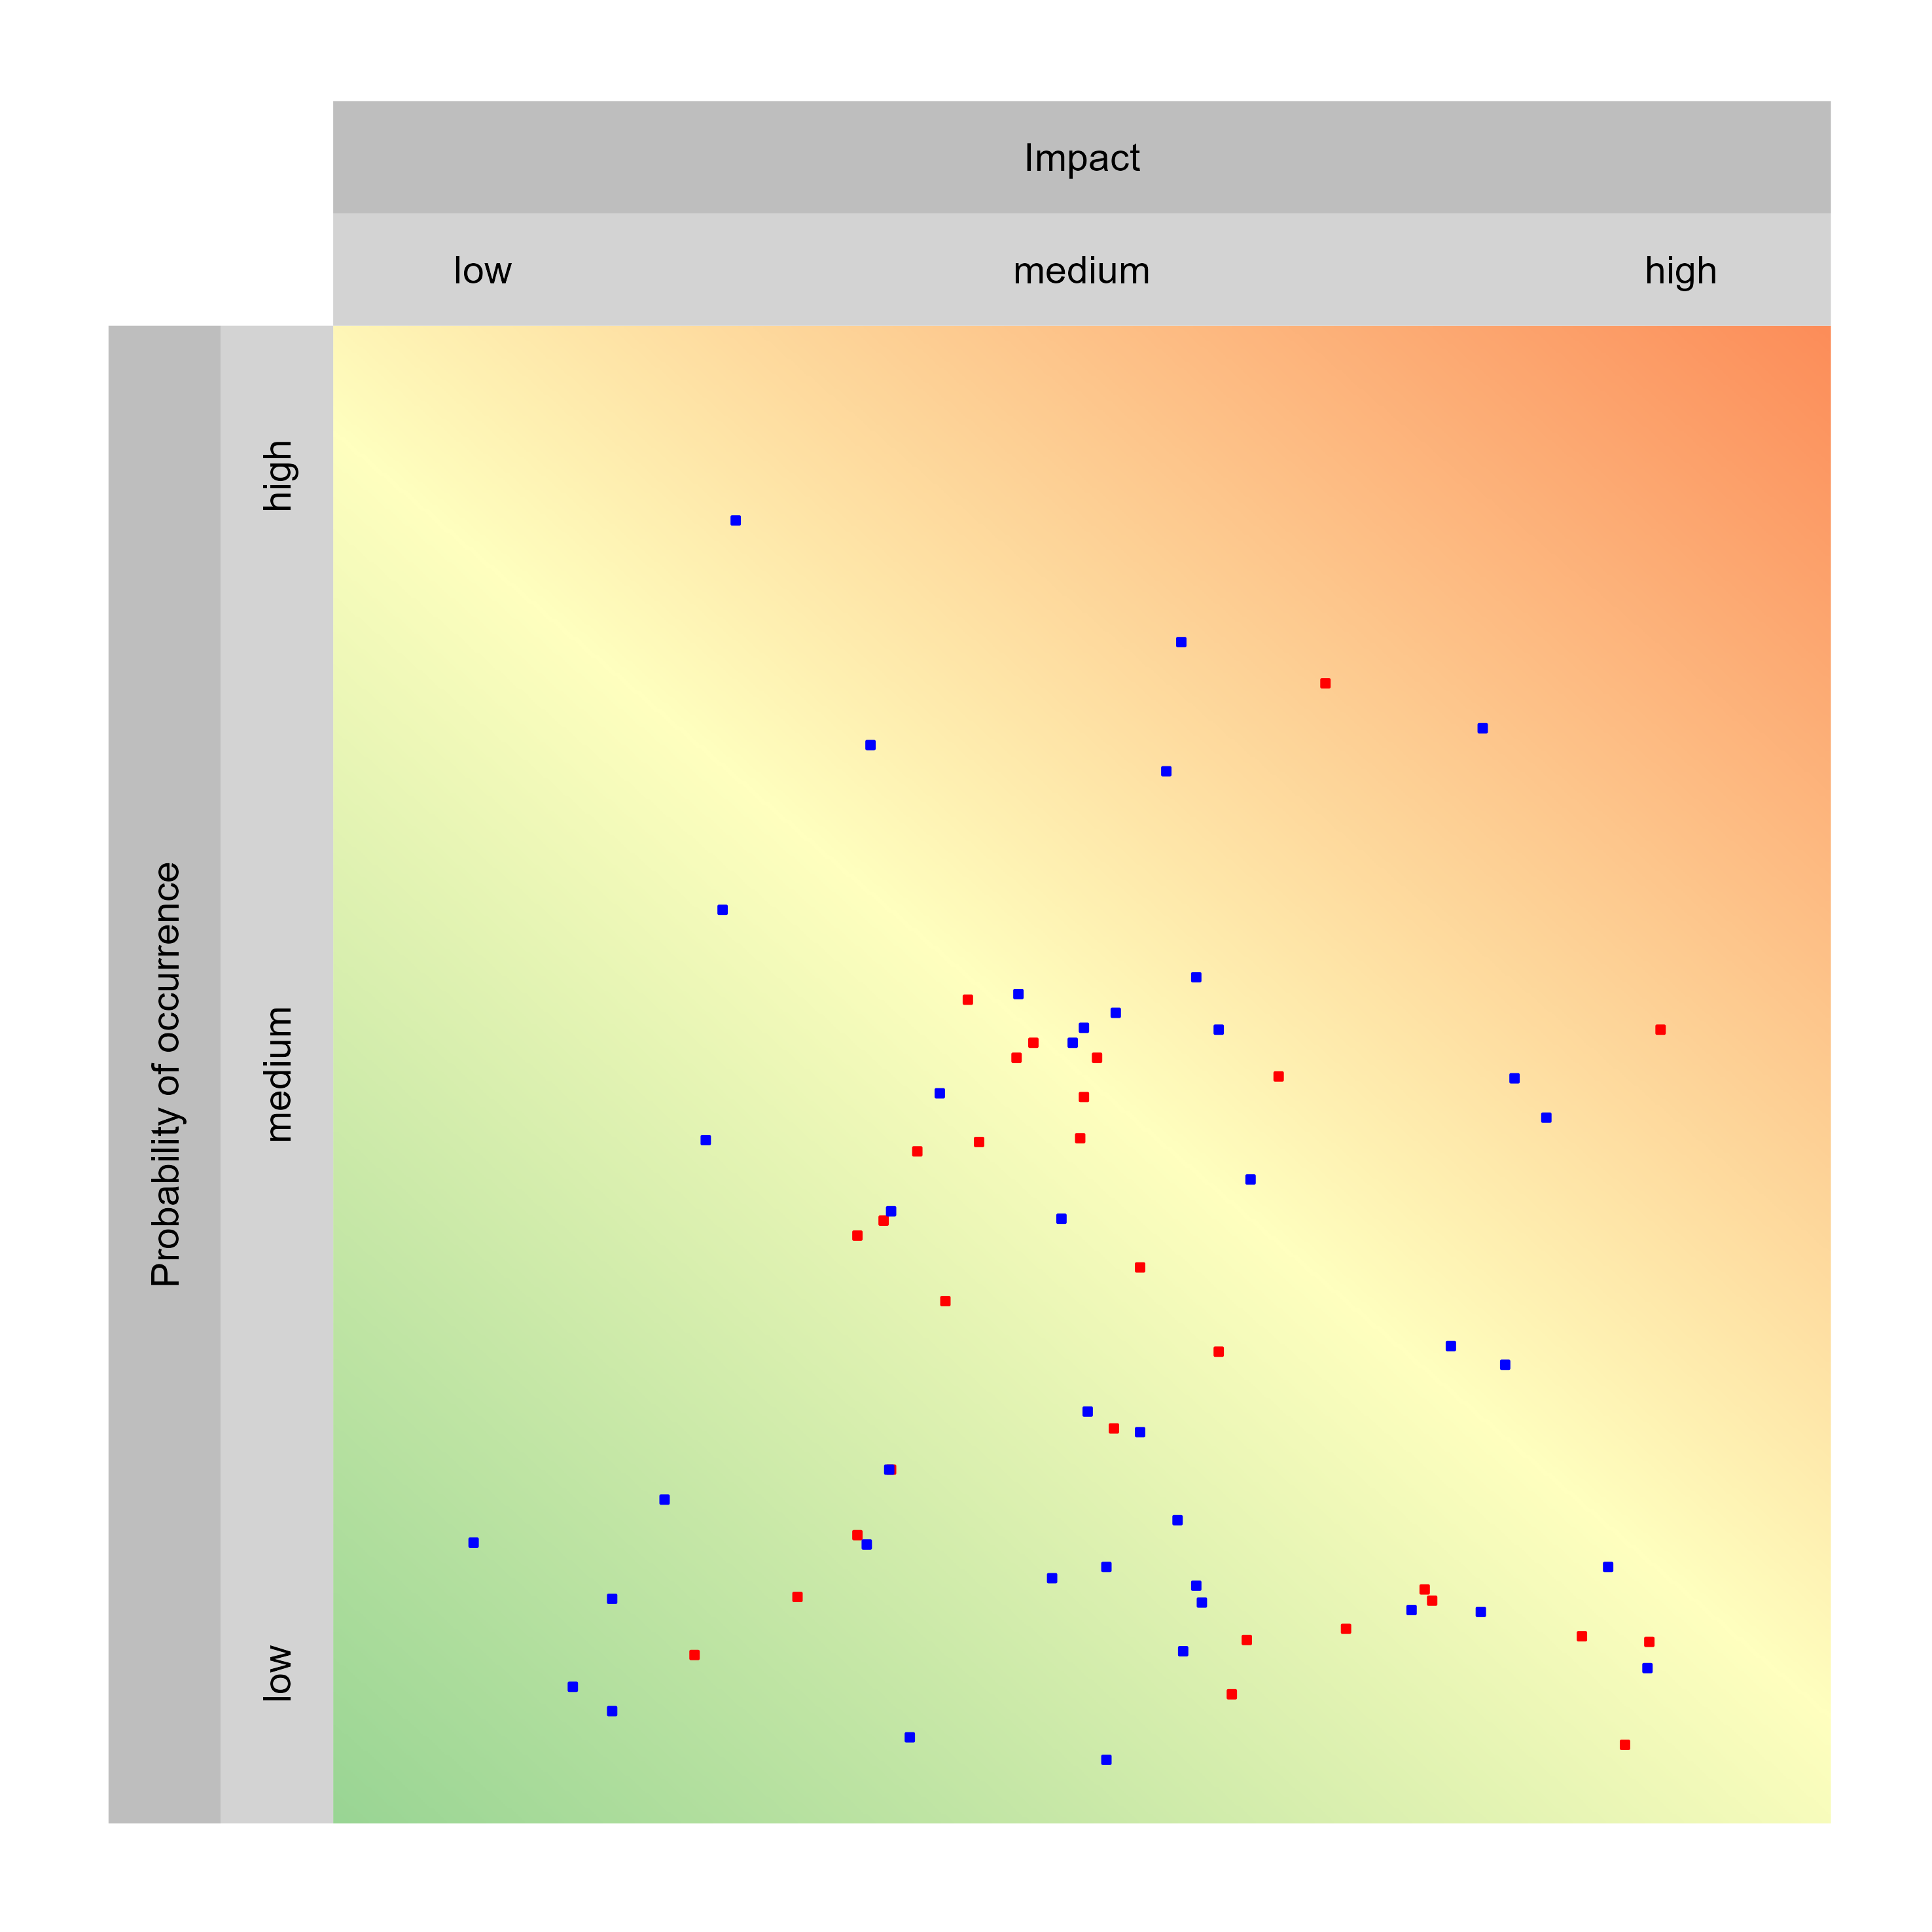 Impact
low medium high
Probability of occurrence
high
medium
low